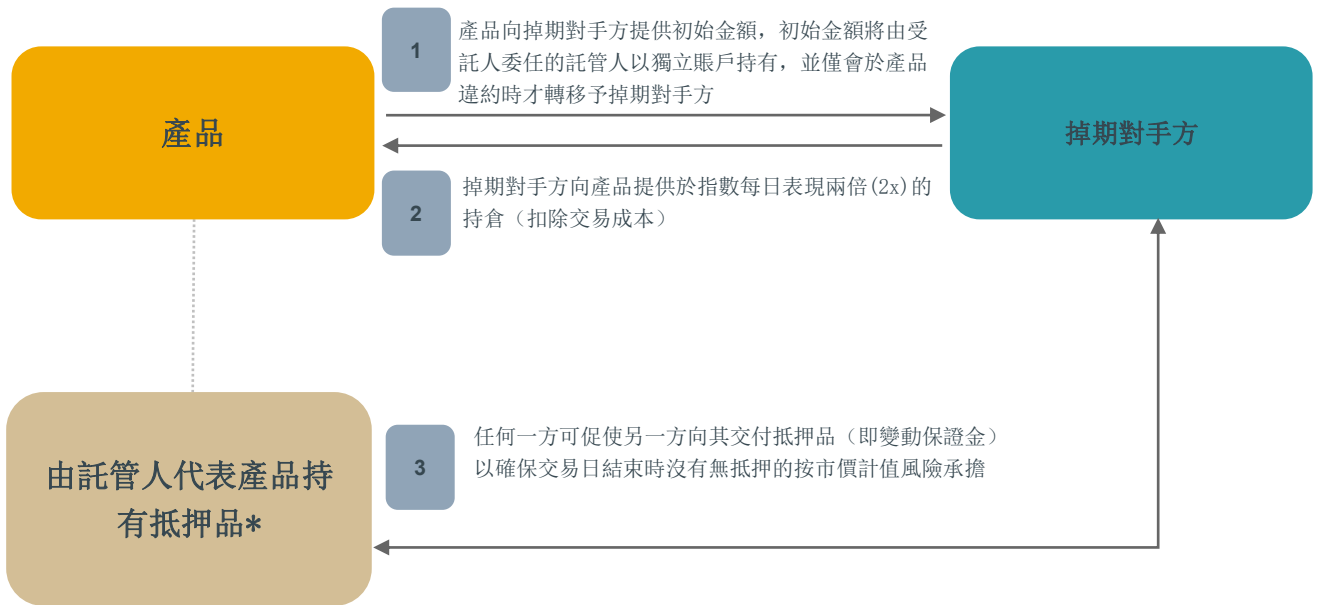 1
產品向掉期對手方提供初始金額，初始金額將由受
託人委任的託管人以獨立賬戶持有，並僅會於產品
違約時才轉移予掉期對手方
產品
掉期對手方
2
掉期對手方向產品提供於指數每日表現兩倍(2x)的
持倉（扣除交易成本）
3
任何一方可促使另一方向其交付抵押品（即變動保證金）
以確保交易日結束時沒有無抵押的按市價計值風險承擔
由託管人代表產品持
有抵押品*